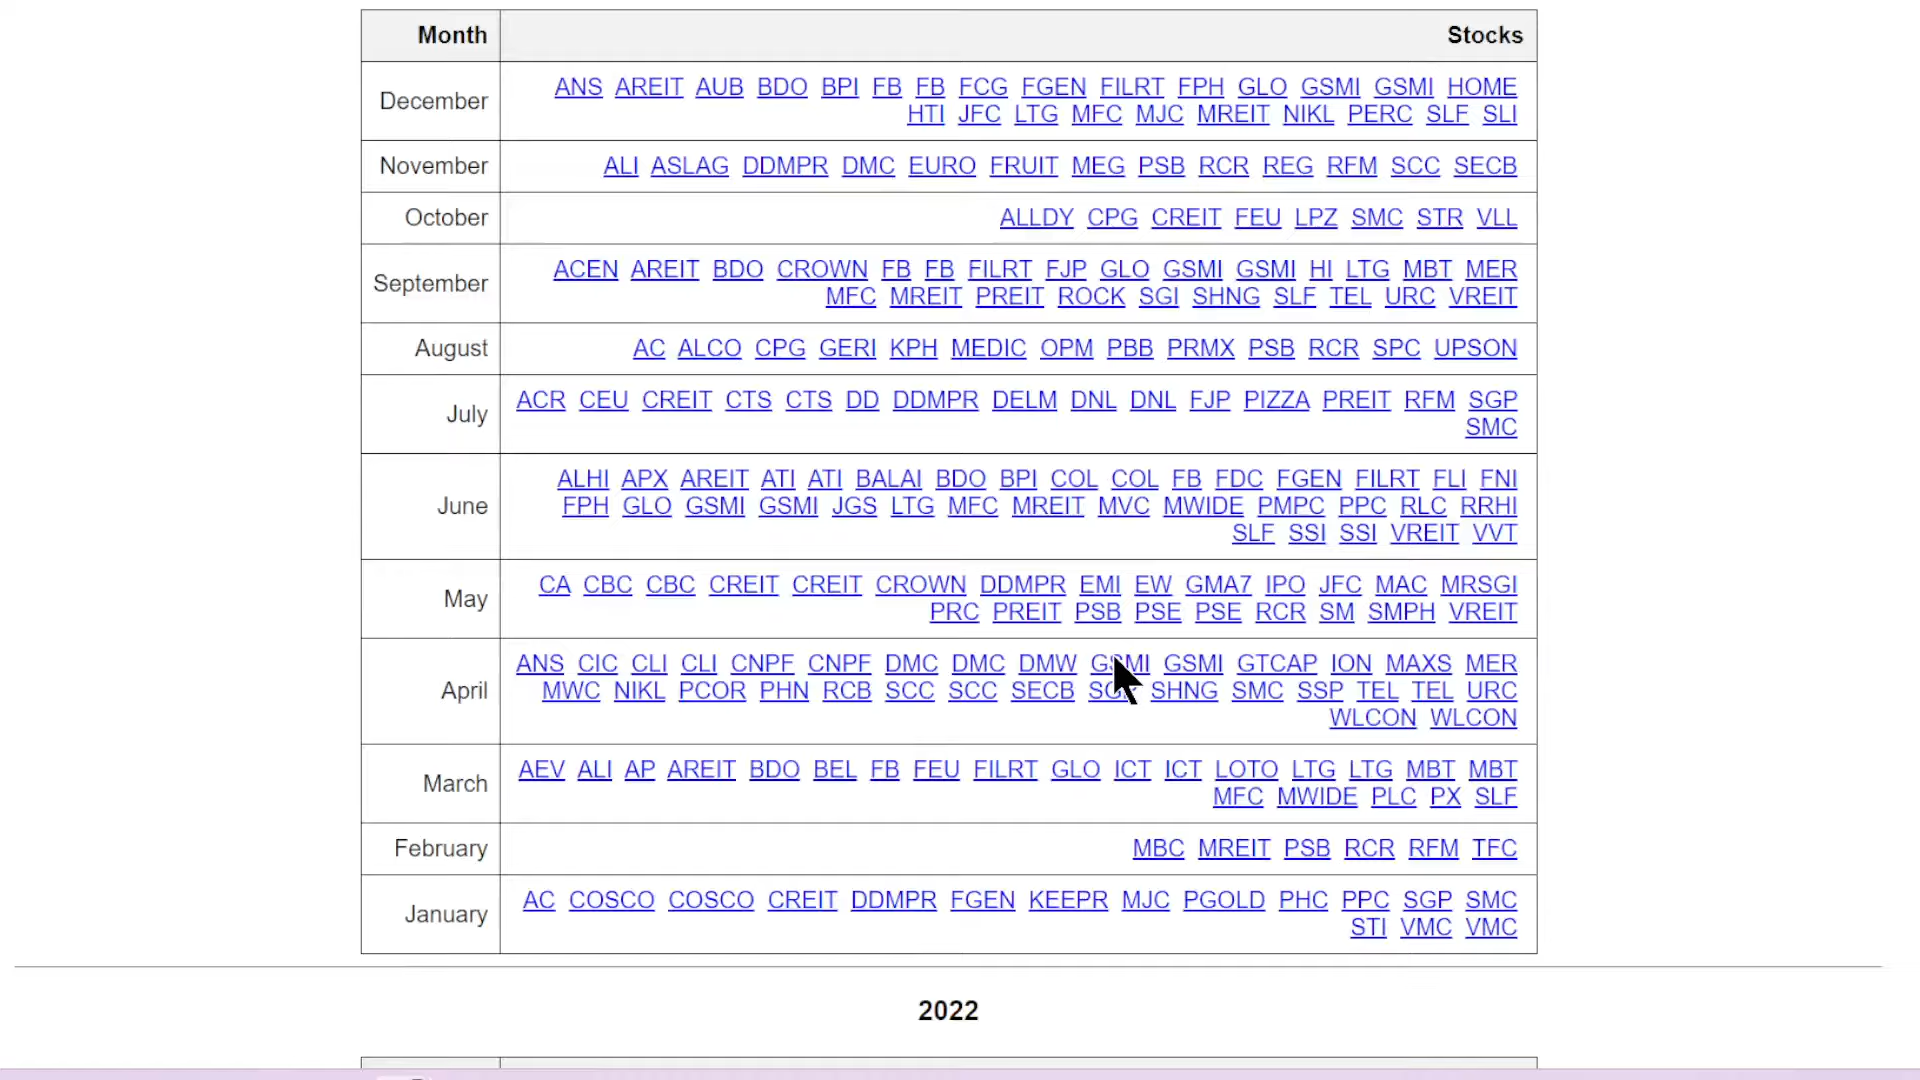 Month Stocks
December
ANS AREIT AUB BDO BPI FB FB FCG FGEN FILRT FPH GLO GSMI GSMI HOME
HTI JFC LTG MFC MJC MREIT NIKL PERC SLF SLI
November ALI ASLAG DDMPR DMC EURO FRUIT MEG PSB RCR REG RFM SCC SECB
October ALLDY CPG CREIT FEU LPZ SMC STR VLL
September
ACEN AREIT BDO CROWN FB FB FILRT FJP GLO GSMI GSMI HI LTG MBT MER
MFC MREIT PREIT ROCK SGI SHNG SLF TEL URC VREIT
August AC ALCO CPG GERI KPH MEDIC OPM PBB PRMX PSB RCR SPC UPSON
July
ACR CEU CREIT CTS CTS DD DDMPR DELM DNL DNL FJP PIZZA PREIT RFM SGP
SMC
June
ALHI APX AREIT ATI ATI BALAI BDO BPI COL COL FB FDC FGEN FILRT FLI FNI
FPH GLO GSMI GSMI JGS LTG MFC MREIT MVC MWIDE PMPC PPC RLC RRHI
SLF SSI SSI VREIT VVT
May
CA CBC CBC CREIT CREIT CROWN DDMPR EMI EW GMA7 IPO JFC MAC MRSGI
PRC PREIT PSB PSE PSE RCR SM SMPH VREIT
April
ANS CIC CLI CLI CNPF CNPF DMC DMC DMW GSMI GSMI GTCAP ION MAXS MER
MWC NIKL PCOR PHN RCB SCC SCC SECB SHNG SMC SSP TEL TEL URC
WLCON WLCON
March
AEV ALI AP AREIT BDO BEL FB FEU FILRT GLO ICT ICT LOTO LTG LTG MBT MBT
MFC MWIDE PLC PX SLF
February MBC MREIT PSB RCR RFM TFC
January
AC COSCO COSCO CREIT DDMPR FGEN KEEPR MJC PGOLD PHC PPC SGP SMC
STI VMC VMC
2022